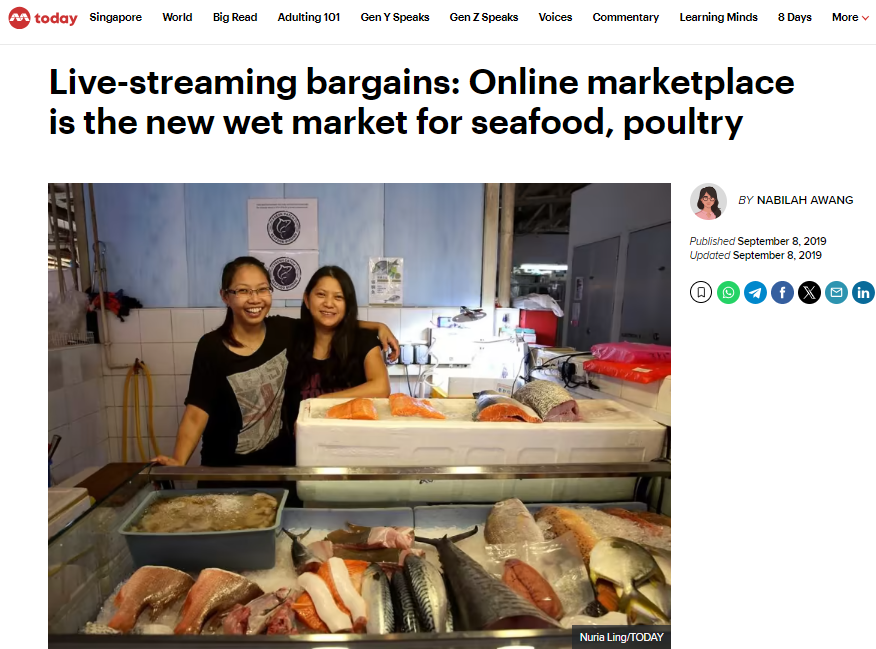 today
Singapore
World
Big Read
Adulting 101
Gen Y Speaks
Gen Z Speaks
Voices
Commentary
Learning Minds
8 Days
More
Live-streaming bargains: Online marketplace
is the new wet market for seafood, poultry
BY NABILAH AWANG
Published September 8, 2019
Updated September 8, 2019
Nuria Ling/TODAY